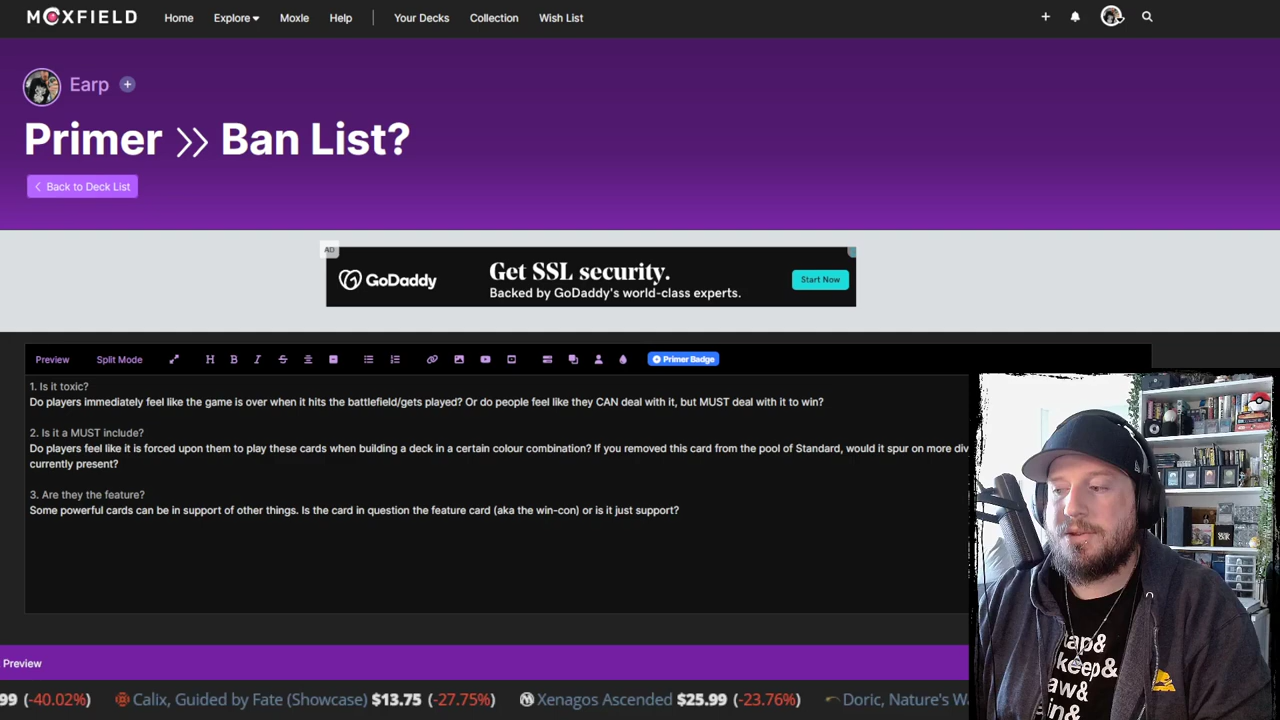 MOXFIELD
Home Explore Moxie Help Your Decks Collection Wish List
Earp
Primer >> Ban List?
Back to Deck List
AD
GoDaddy
Get SSL security.
Backed by GoDaddy's world-class experts.
Start Now
Preview Split Mode H B I S Primer Badge
1. Is it toxic?
Do players immediately feel like the game is over when it hits the battlefield/gets played? Or do people feel like they CAN deal with it, but MUST deal with it to win?
2. Is it a MUST include?
Do players feel like it is forced upon them to play these cards when building a deck in a certain colour combination? If you removed this card from the pool of Standard, would it spur on more div
currently present?
3. Are they the feature?
Some powerful cards can be in support of other things. Is the card in question the feature card (aka the win-con) or is it just support?
Preview
99 (-40.02%) Calix, Guided by Fate (Showcase) $13.75 (-27.75%) Xenagos Ascended $25.99 (-23.76%) Doric, Nature's Wa